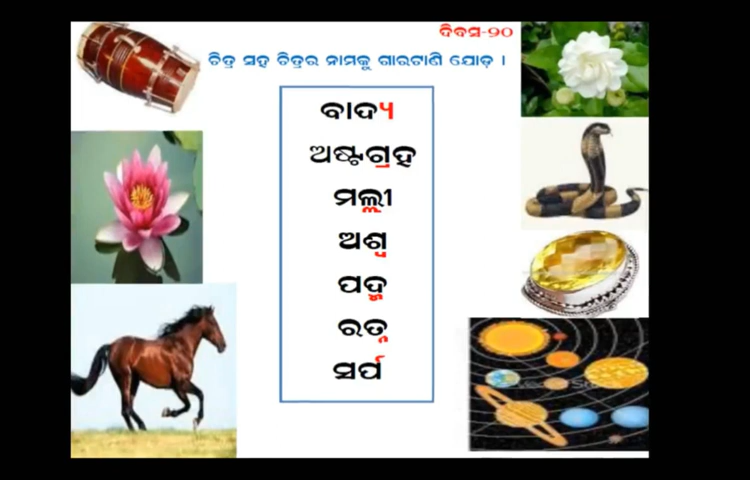 ଦିବସ-୨୦
ଚିତ୍ର ସହ ଚିତ୍ରର ନାମକୁ ଗାରଟାଣି ଯୋଡ଼ ।
ବାଦ୍ୟ
ଅଷ୍ଟଗ୍ରହ
ମଲ୍ଲୀ
ଅଶ୍ୱ
ପଦ୍ମ
ରତ୍ନ
ସର୍ପ